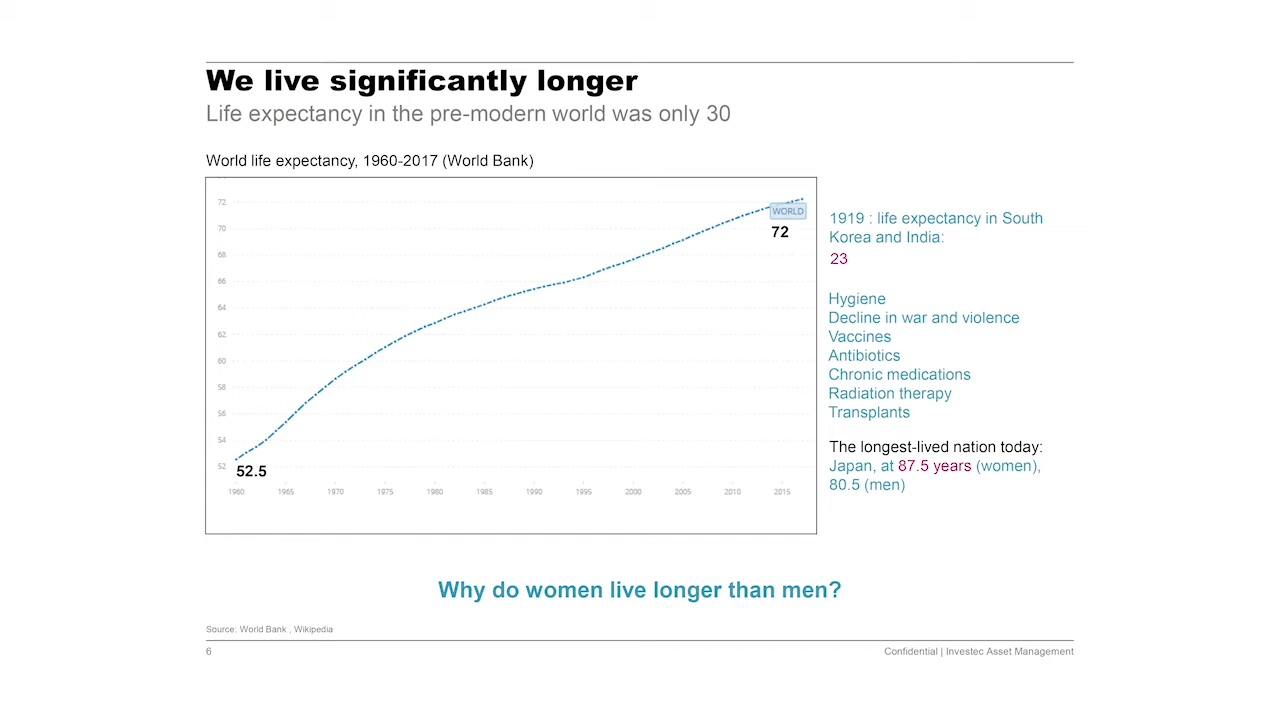 We live significantly longer
Life expectancy in the pre-modern world was only 30
World life expectancy, 1960-2017 (World Bank)
72
70
68
66
64
62
60
58
56
54
52
WORLD
72
52.5
1960 1965 1970 1975 1980 1985 1990 1995 2000 2005 2010 2015
1919 : life expectancy in South
Korea and India:
23
Hygiene
Decline in war and violence
Vaccines
Antibiotics
Chronic medications
Radiation therapy
Transplants
The longest-lived nation today:
Japan, at 87.5 years (women),
80.5 (men)
Why do women live longer than men?
Source: World Bank , Wikipedia
6
Confidential | Investec Asset Management